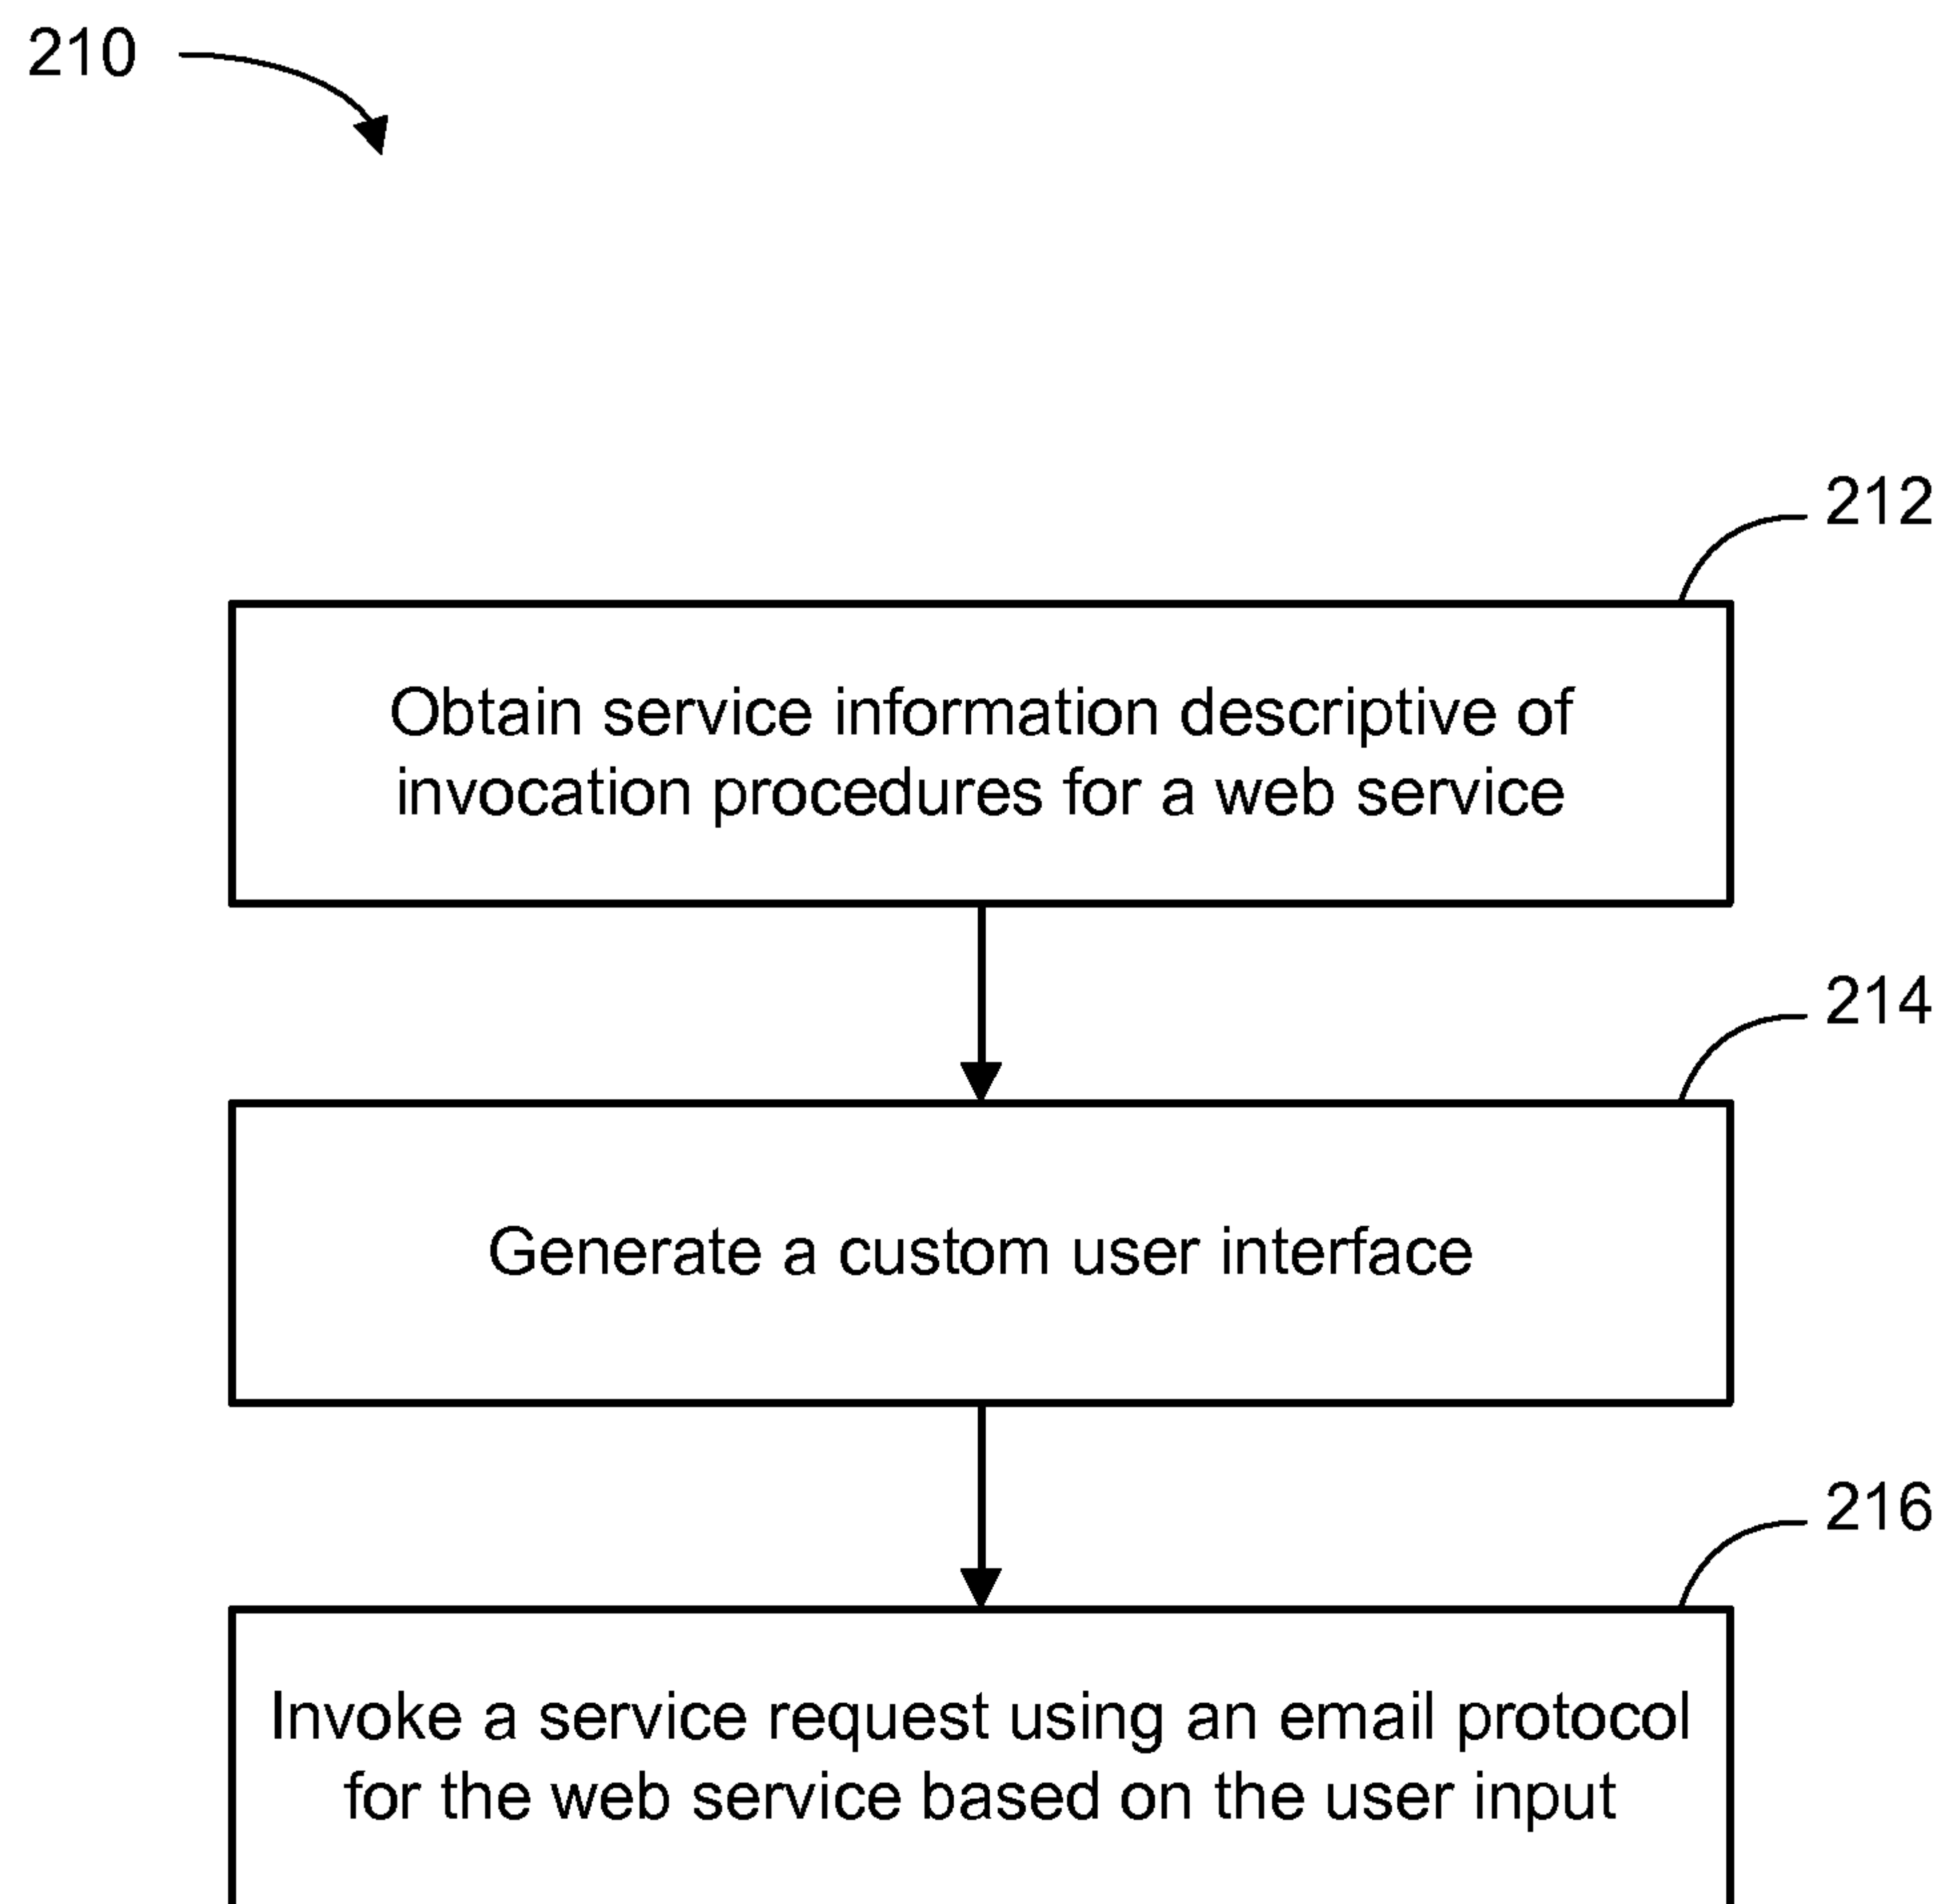 210
212
Obtain service information descriptive of
invocation procedures for a web service
214
Generate a custom user interface
216
Invoke a service request using an email protocol
for the web service based on the user input